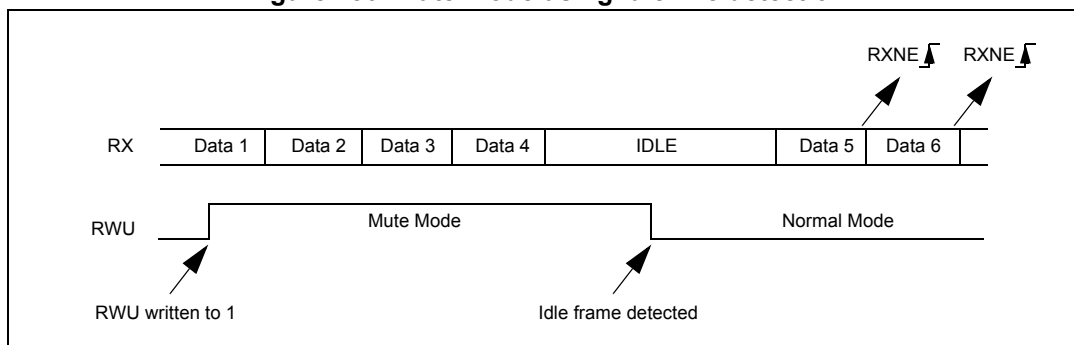 RXNE RXNE
RX Data 1 Data 2 Data 3 Data 4 IDLE Data 5 Data 6
RWU Mute Mode Normal Mode
RWU written to 1 Idle frame detected